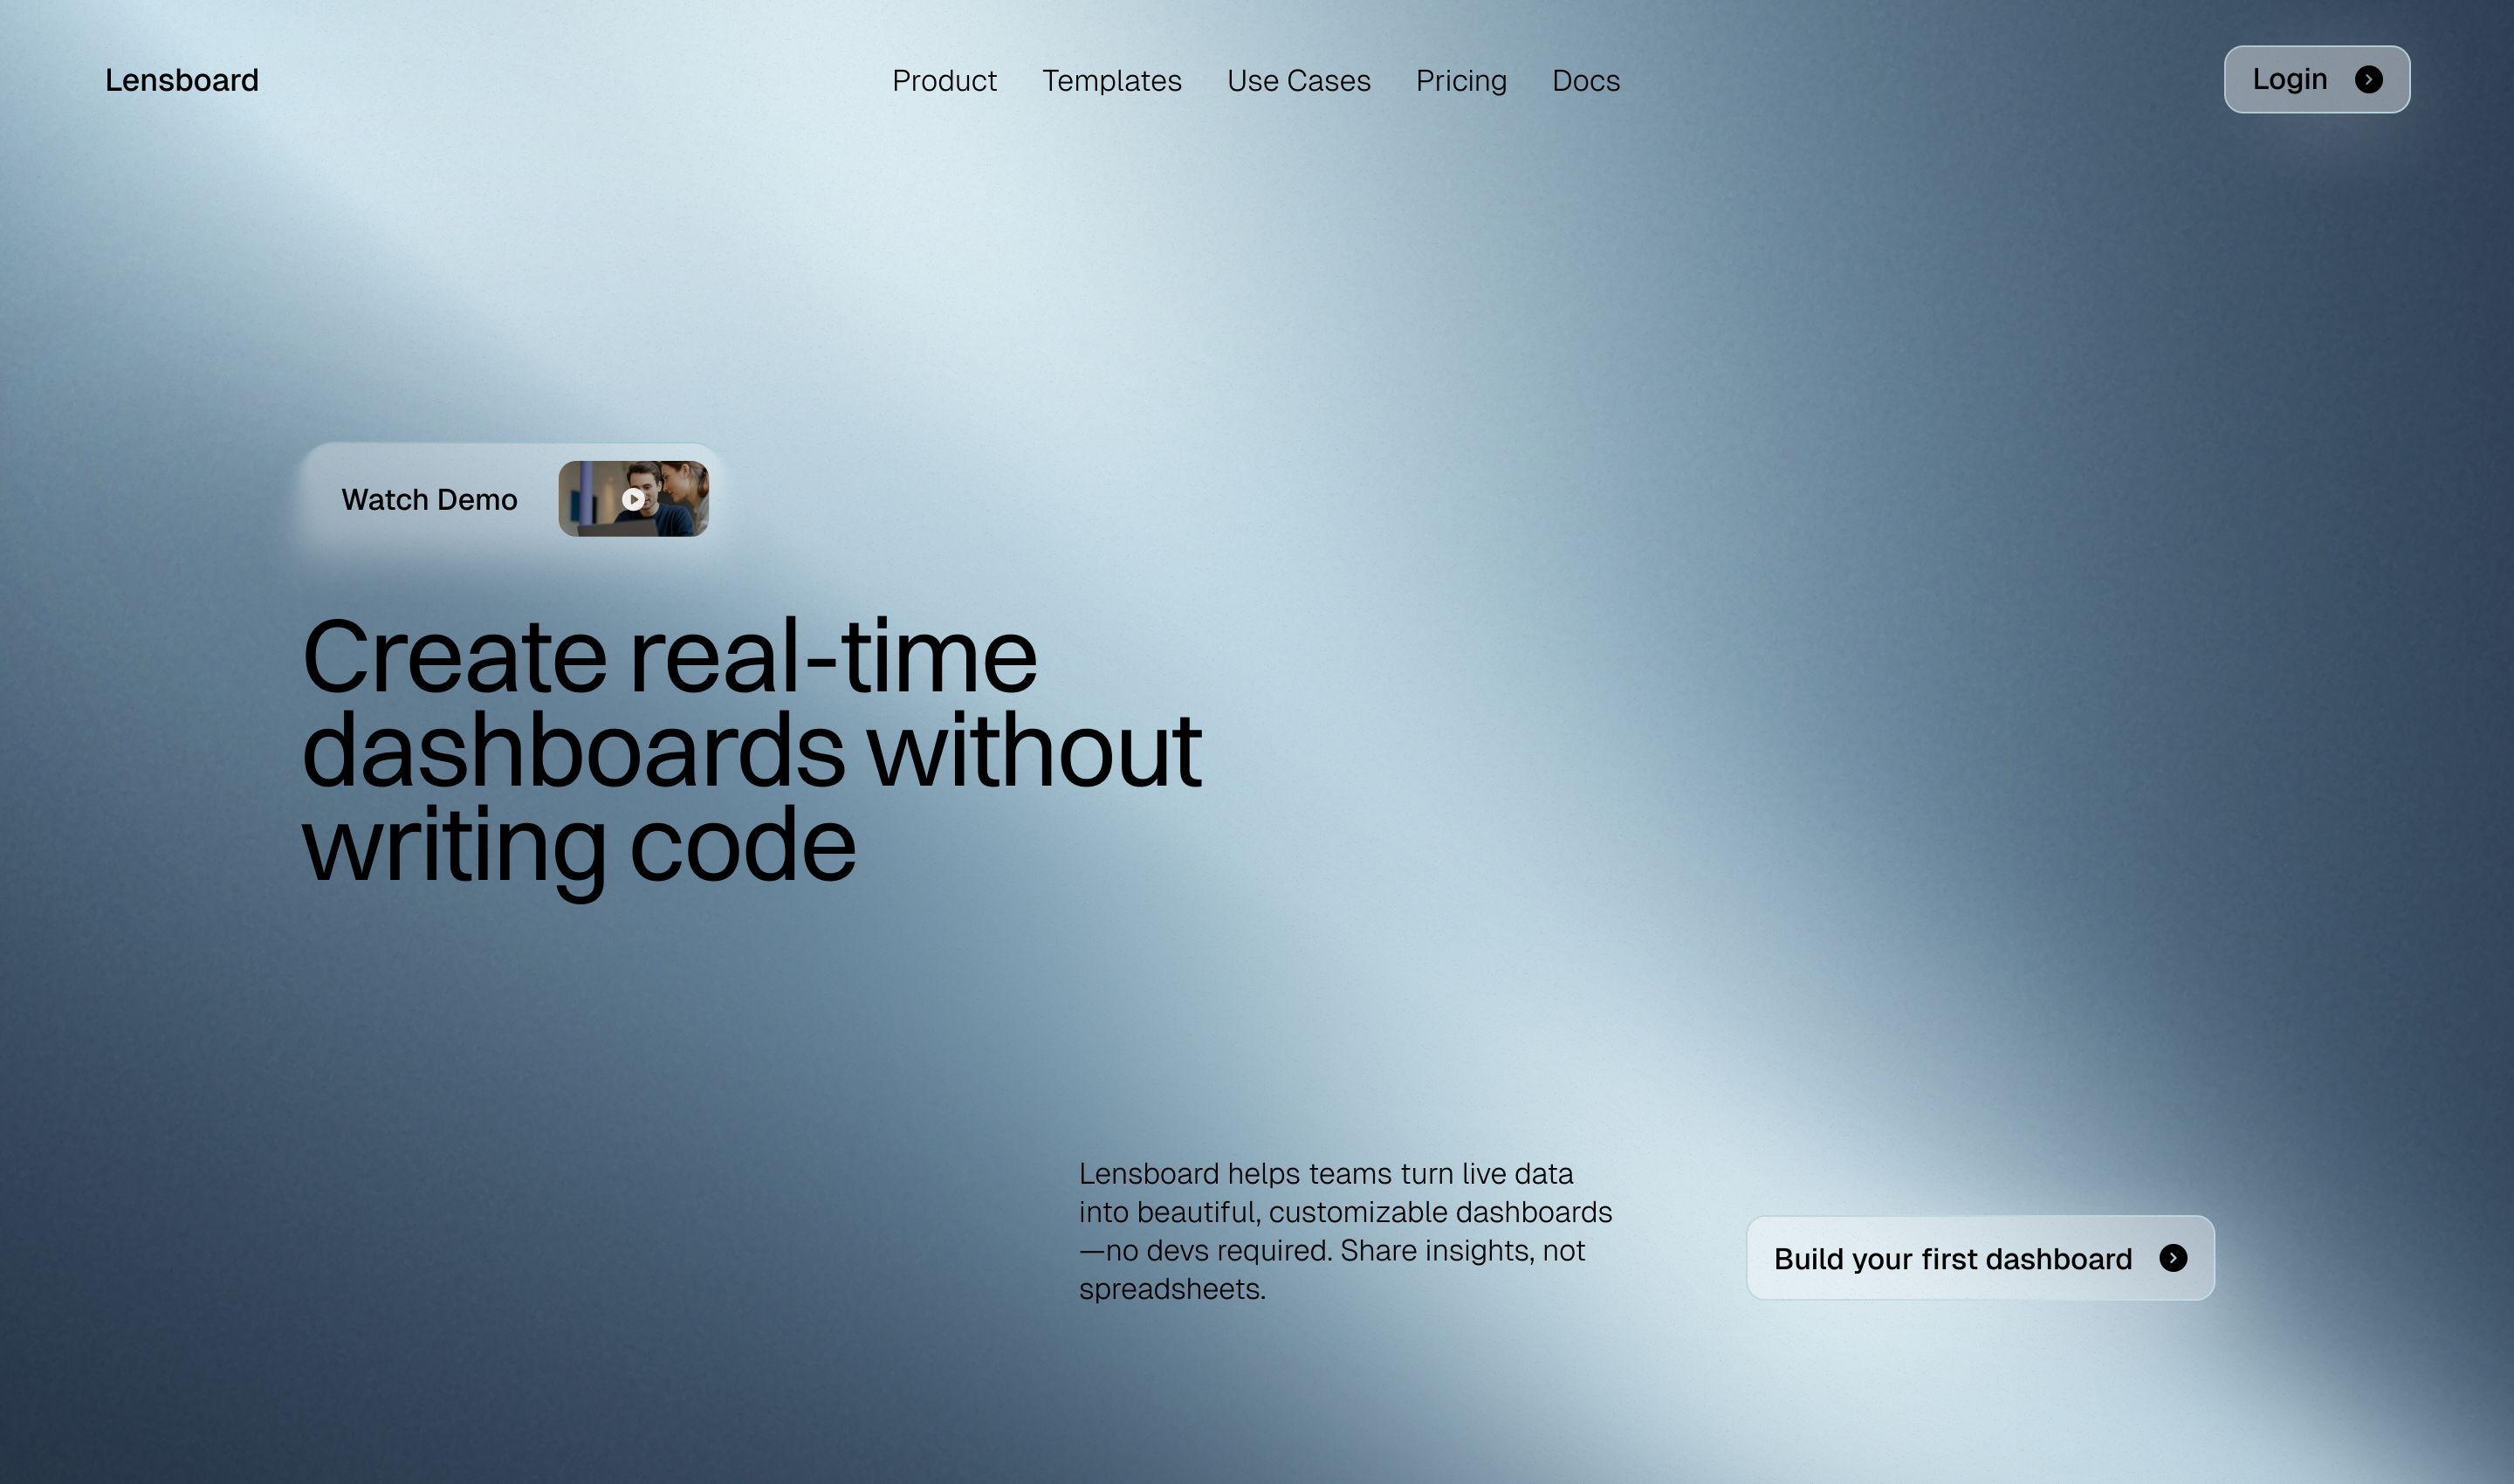 Lensboard
Product Templates Use Cases Pricing Docs
Login
Watch Demo
Create real-time
dashboards without
writing code
Lensboard helps teams turn live data
into beautiful, customizable dashboards
—no devs required. Share insights, not
spreadsheets.
Build your first dashboard